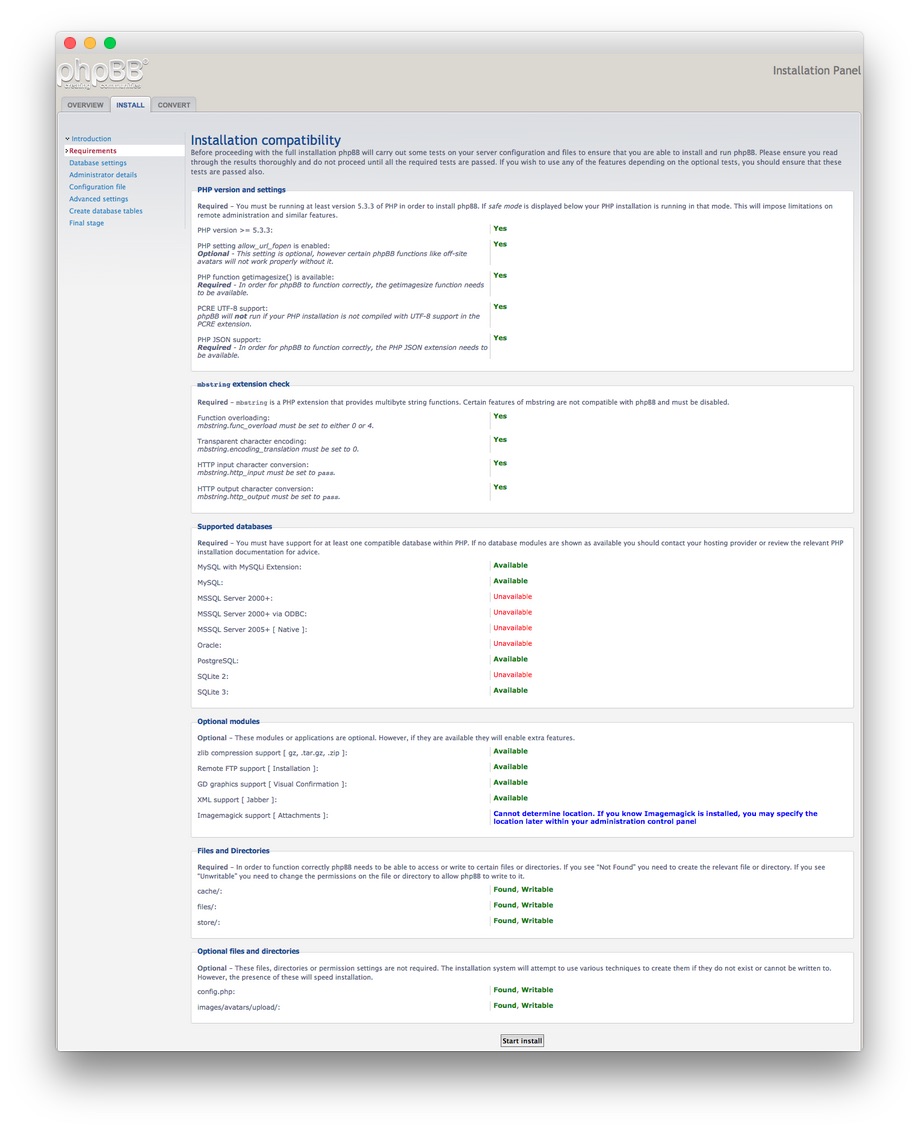 phpBB®
creating communities
Installation Panel
OVERVIEW
INSTALL
CONVERT
Introduction
Requirements
Database settings
Administrator details
Configuration file
Advanced settings
Create database tables
Final stage
Installation compatibility
Before proceeding with the full installation phpBB will carry out some tests on your server configuration and files to ensure that you are able to install and run phpBB. Please ensure you read
through the results thoroughly and do not proceed until all the required tests are passed. If you wish to use any of the features depending on the optional tests, you should ensure that these
tests are passed also.
PHP version and settings
Required – You must be running at least version 5.3.3 of PHP in order to install phpBB. If safe mode is displayed below your PHP installation is running in that mode. This will impose limitations on
remote administration and similar features.
PHP version >= 5.3.3: Yes
PHP setting allow_url_fopen is enabled: Yes
Optional - This setting is optional, however certain phpBB functions like off-site
avatars will not work properly without it.
PHP function getimagesize() is available: Yes
Required - In order for phpBB to function correctly, the getimagesize function needs
to be available.
PCRE UTF-8 support: Yes
phpBB will not run if your PHP installation is not compiled with UTF-8 support in the
PCRE extension.
PHP JSON support: Yes
Required - In order for phpBB to function correctly, the PHP JSON extension needs to
be available.
mbstring extension check
Required – mbstring is a PHP extension that provides multibyte string functions. Certain features of mbstring are not compatible with phpBB and must be disabled.
Function overloading: Yes
mbstring.func_overload must be set to either 0 or 4.
Transparent character encoding: Yes
mbstring.encoding_translation must be set to 0.
HTTP input character conversion: Yes
mbstring.http_input must be set to pass.
HTTP output character conversion: Yes
mbstring.http_output must be set to pass.
Supported databases
Required – You must have support for at least one compatible database within PHP. If no database modules are shown as available you should contact your hosting provider or review the relevant PHP
installation documentation for advice.
MySQL with MySQLi Extension: Available
MySQL: Available
MSSQL Server 2000+: Unavailable
MSSQL Server 2000+ via ODBC: Unavailable
MSSQL Server 2005+ [ Native ]: Unavailable
Oracle: Unavailable
PostgreSQL: Available
SQLite 2: Unavailable
SQLite 3: Available
Optional modules
Optional – These modules or applications are optional. However, if they are available they will enable extra features.
zlib compression support [ gz, .tar.gz, .zip ]: Available
Remote FTP support [ Installation ]: Available
GD graphics support [ Visual Confirmation ]: Available
XML support [ Jabber ]: Available
Imagemagick support [ Attachments ]: Cannot determine location. If you know Imagemagick is installed, you may specify the
location later within your administration control panel
Files and Directories
Required – In order to function correctly phpBB needs to be able to access or write to certain files or directories. If you see "Not Found" you need to create the relevant file or directory. If you see
"Unwritable" you need to change the permissions on the file or directory to allow phpBB to write to it.
cache/: Found, Writable
files/: Found, Writable
store/: Found, Writable
Optional files and directories
Optional – These files, directories or permission settings are not required. The installation system will attempt to use various techniques to create them if they do not exist or cannot be written to.
However, the presence of these will speed installation.
config.php: Found, Writable
images/avatars/upload/: Found, Writable
Start install